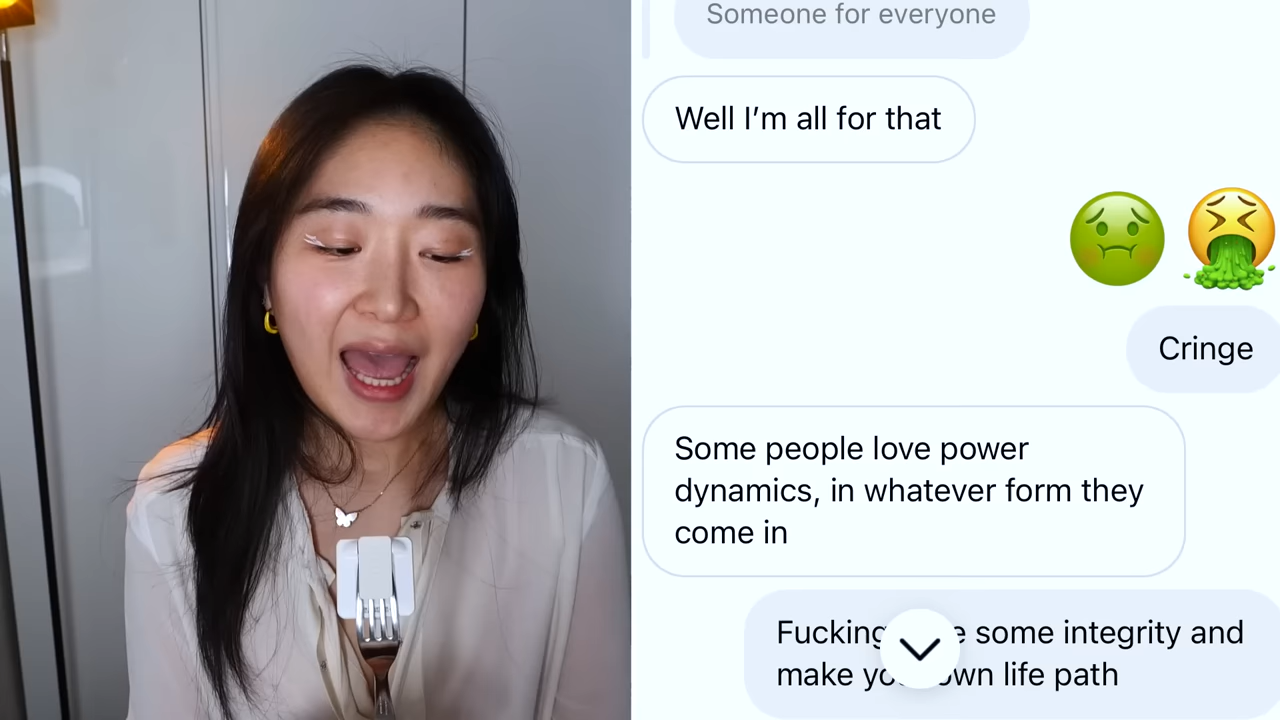 Someone for everyone
Well I’m all for that
Cringe
Some people love power
dynamics, in whatever form they
come in
Fucking some integrity and
make life path